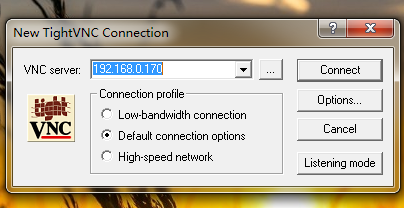 New TightVNC Connection
VNC server:
192.168.0.170
...
Connect
tight
VNC
Connection profile
Low-bandwidth connection
Default connection options
High-speed network
Options...
Cancel
Listening mode